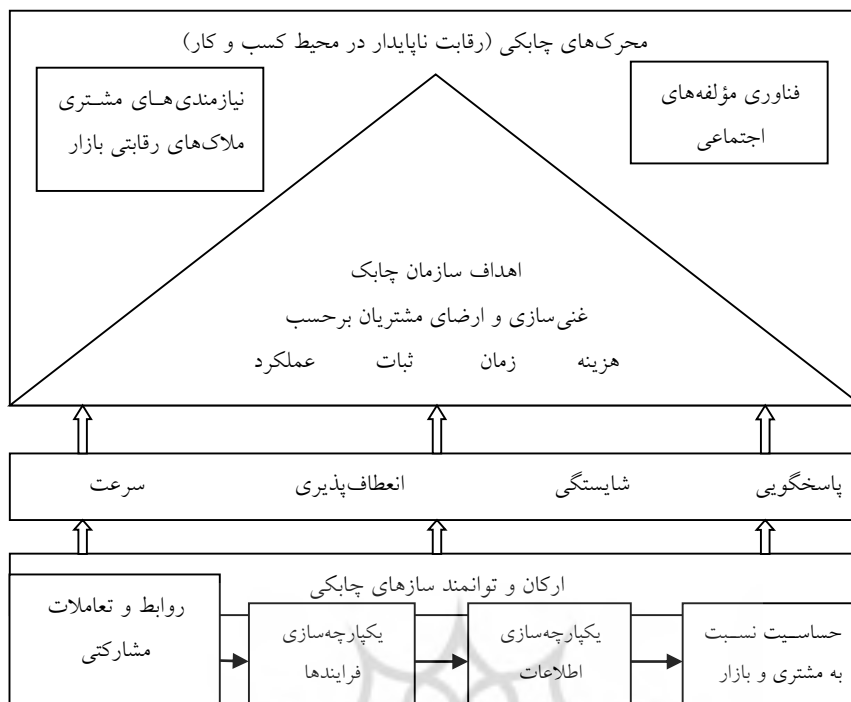 محرک‌های چابکی (رقابت ناپایدار در محیط کسب و کار)
فناوری مؤلفه‌های
اجتماعی
نیازمندی‌هـای مشـتری
ملاک‌های رقابتی بازار
اهداف سازمان چابک
غنی‌سازی و ارضای مشتریان برحسب
هزینه زمان ثبات عملکرد
پاسخگویی شایستگی انعطاف‌پذیری سرعت
ارکان و توانمند سازهای چابکی
حساسـیت نسـبت
به مشتری و بازار
یکپارچه‌سازی
اطلاعات
یکپارچه‌سازی
فرایندها
روابط و تعاملات
مشارکتی